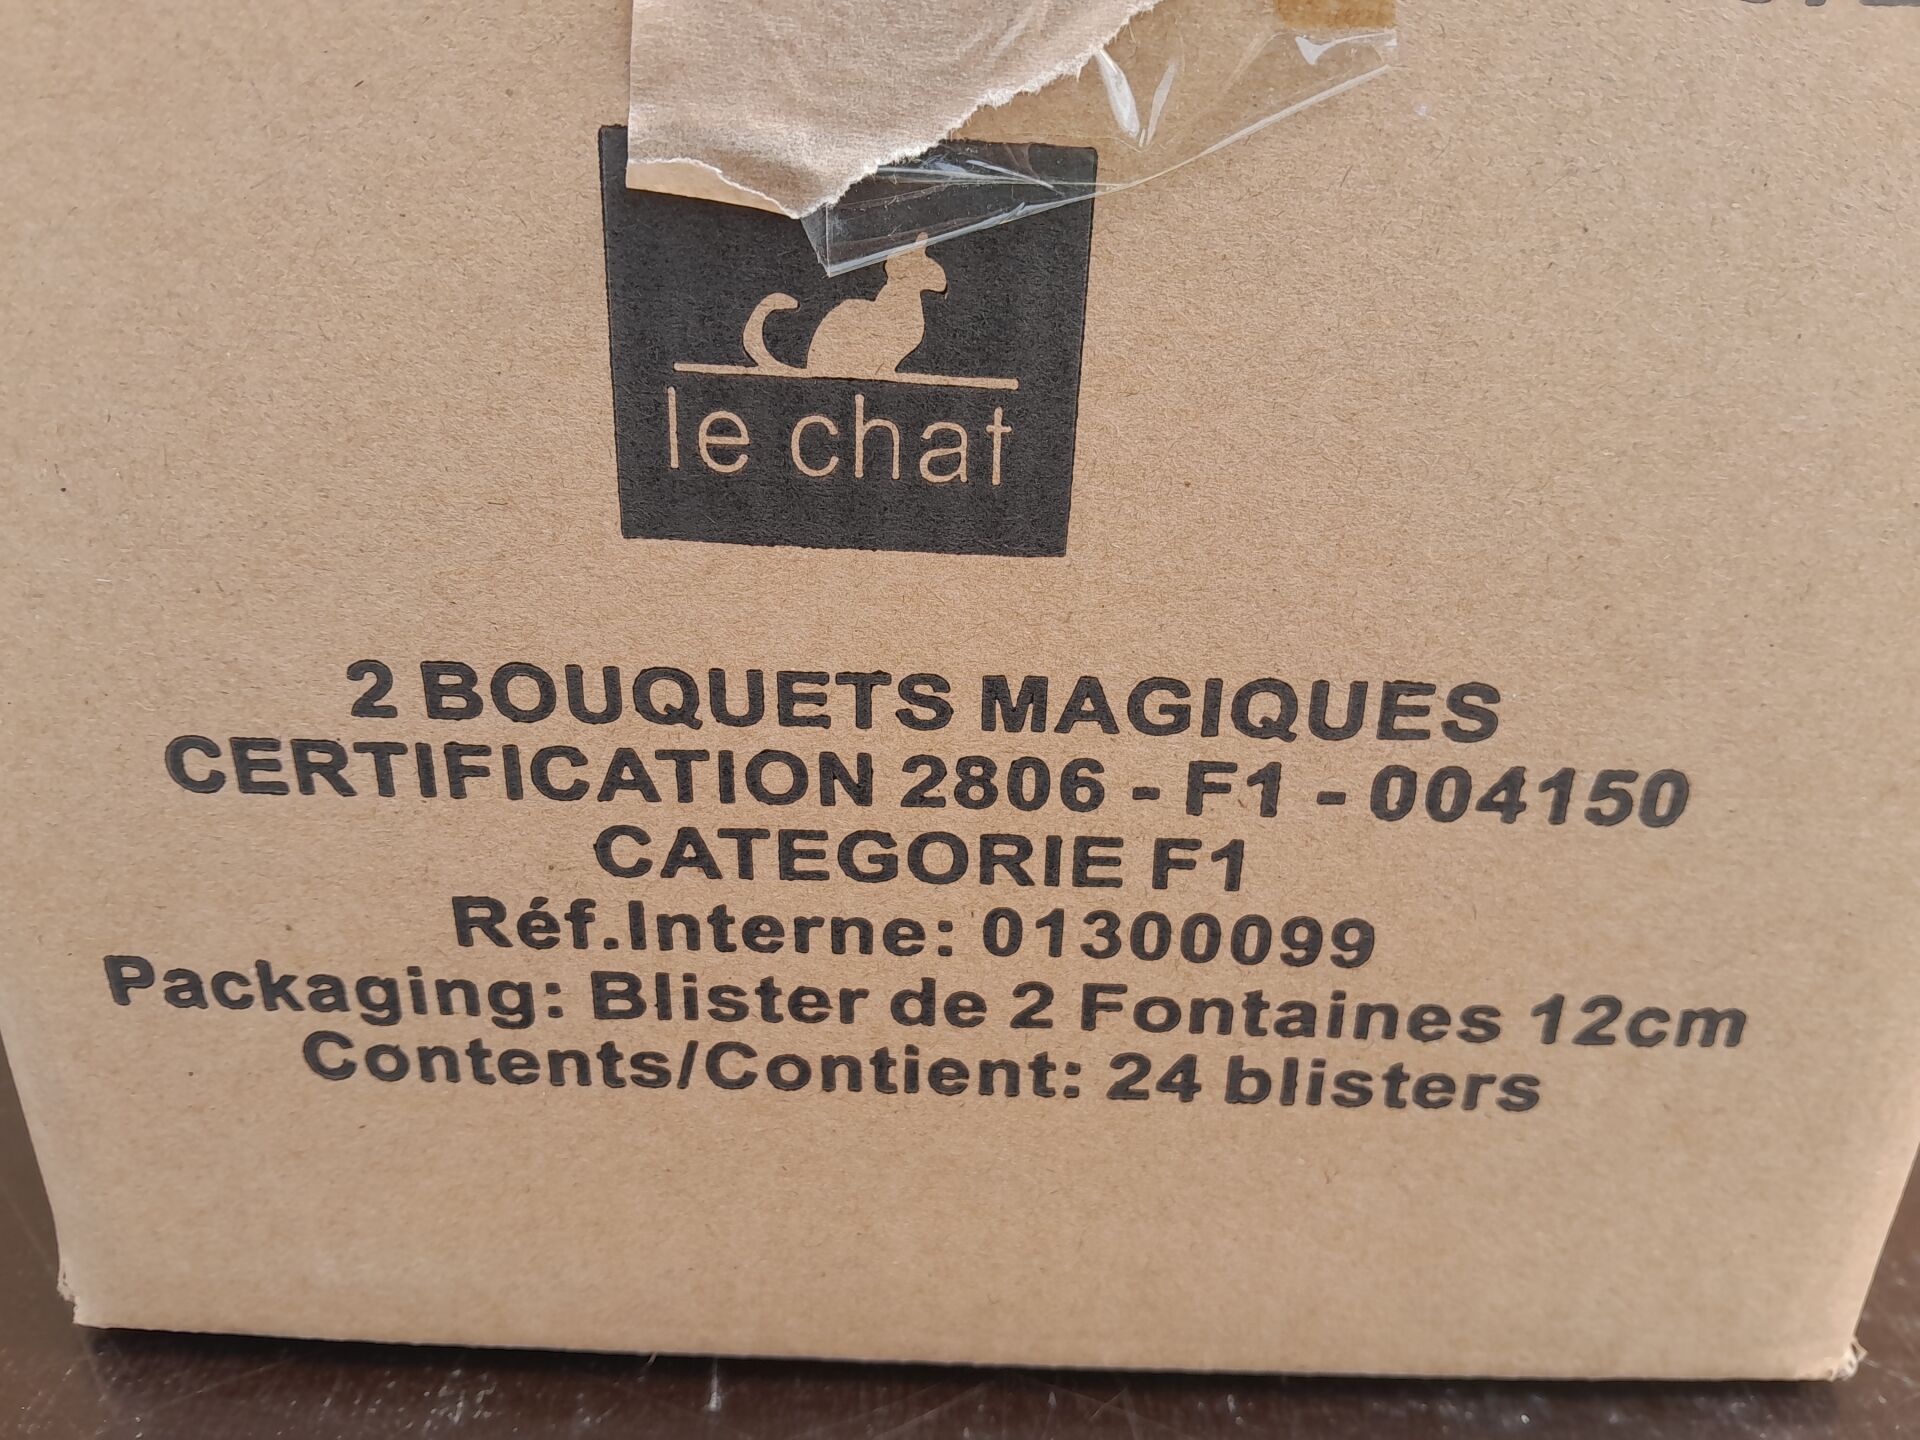 le chat
2 BOUQUETS MAGIQUES
CERTIFICATION 2806 - F1 - 004150
CATEGORIE F1
Réf.Interne: 01300099
Packaging: Blister de 2 Fontaines 12cm
Contents/Contient: 24 blisters